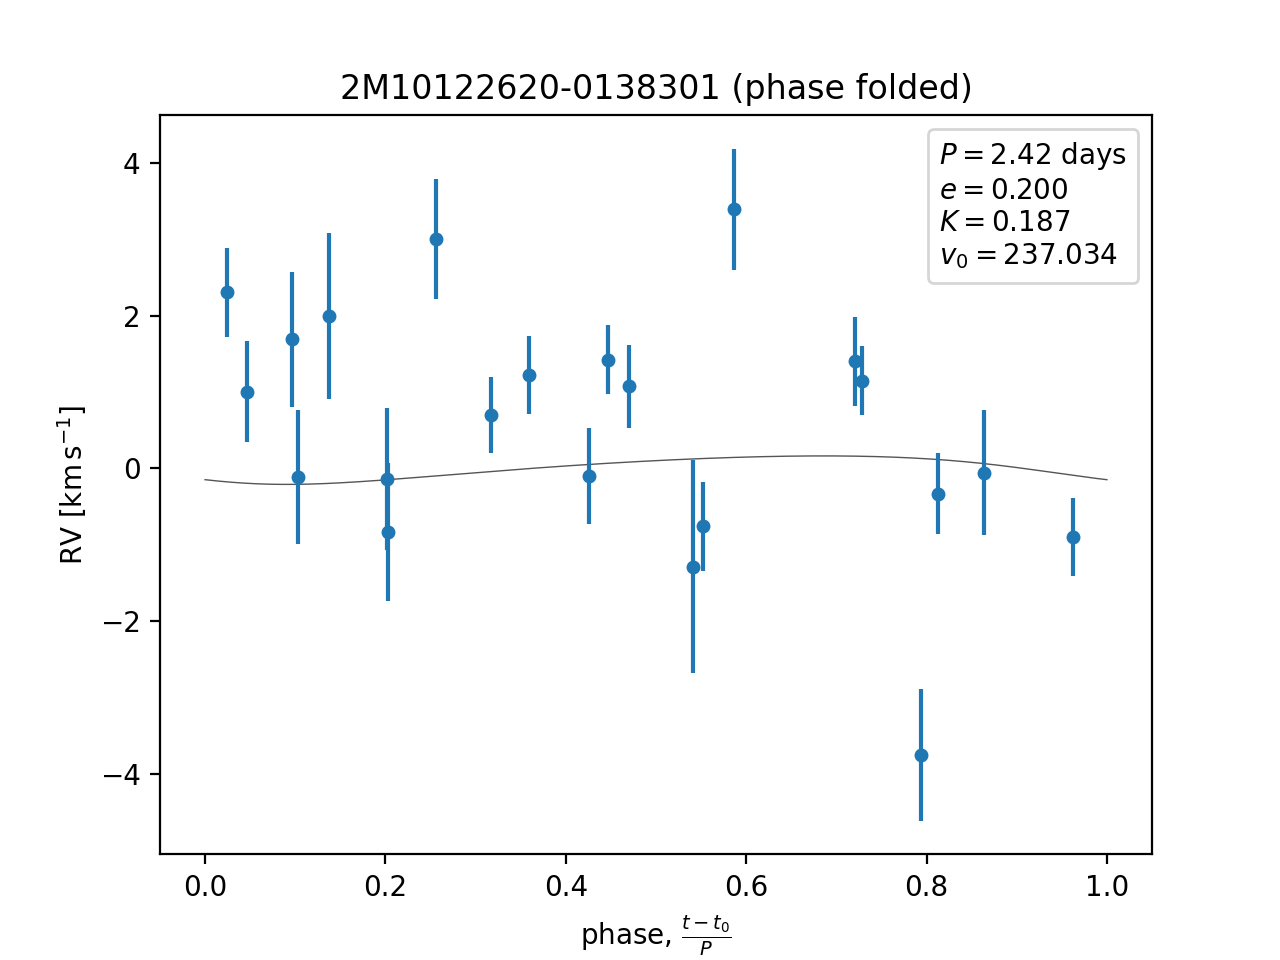 2M10122620-0138301 (phase folded)
P = 2.42 days
e = 0.200
K = 0.187
v₀ = 237.034
RV [km s⁻¹]
4
2
0
−2
−4
0.0 0.2 0.4 0.6 0.8 1.0
phase, (t − t₀)/P